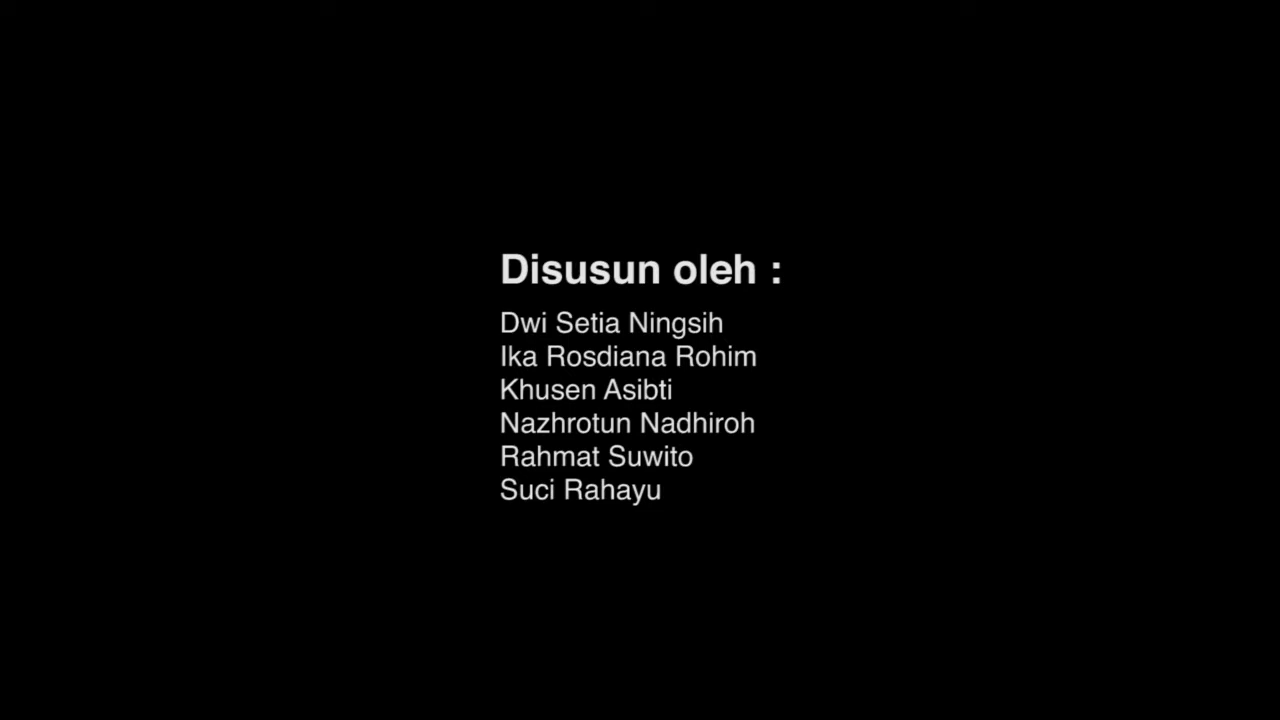 Disusun oleh :
Dwi Setia Ningsih
Ika Rosdiana Rohim
Khusen Asibti
Nazhrotun Nadhiroh
Rahmat Suwito
Suci Rahayu